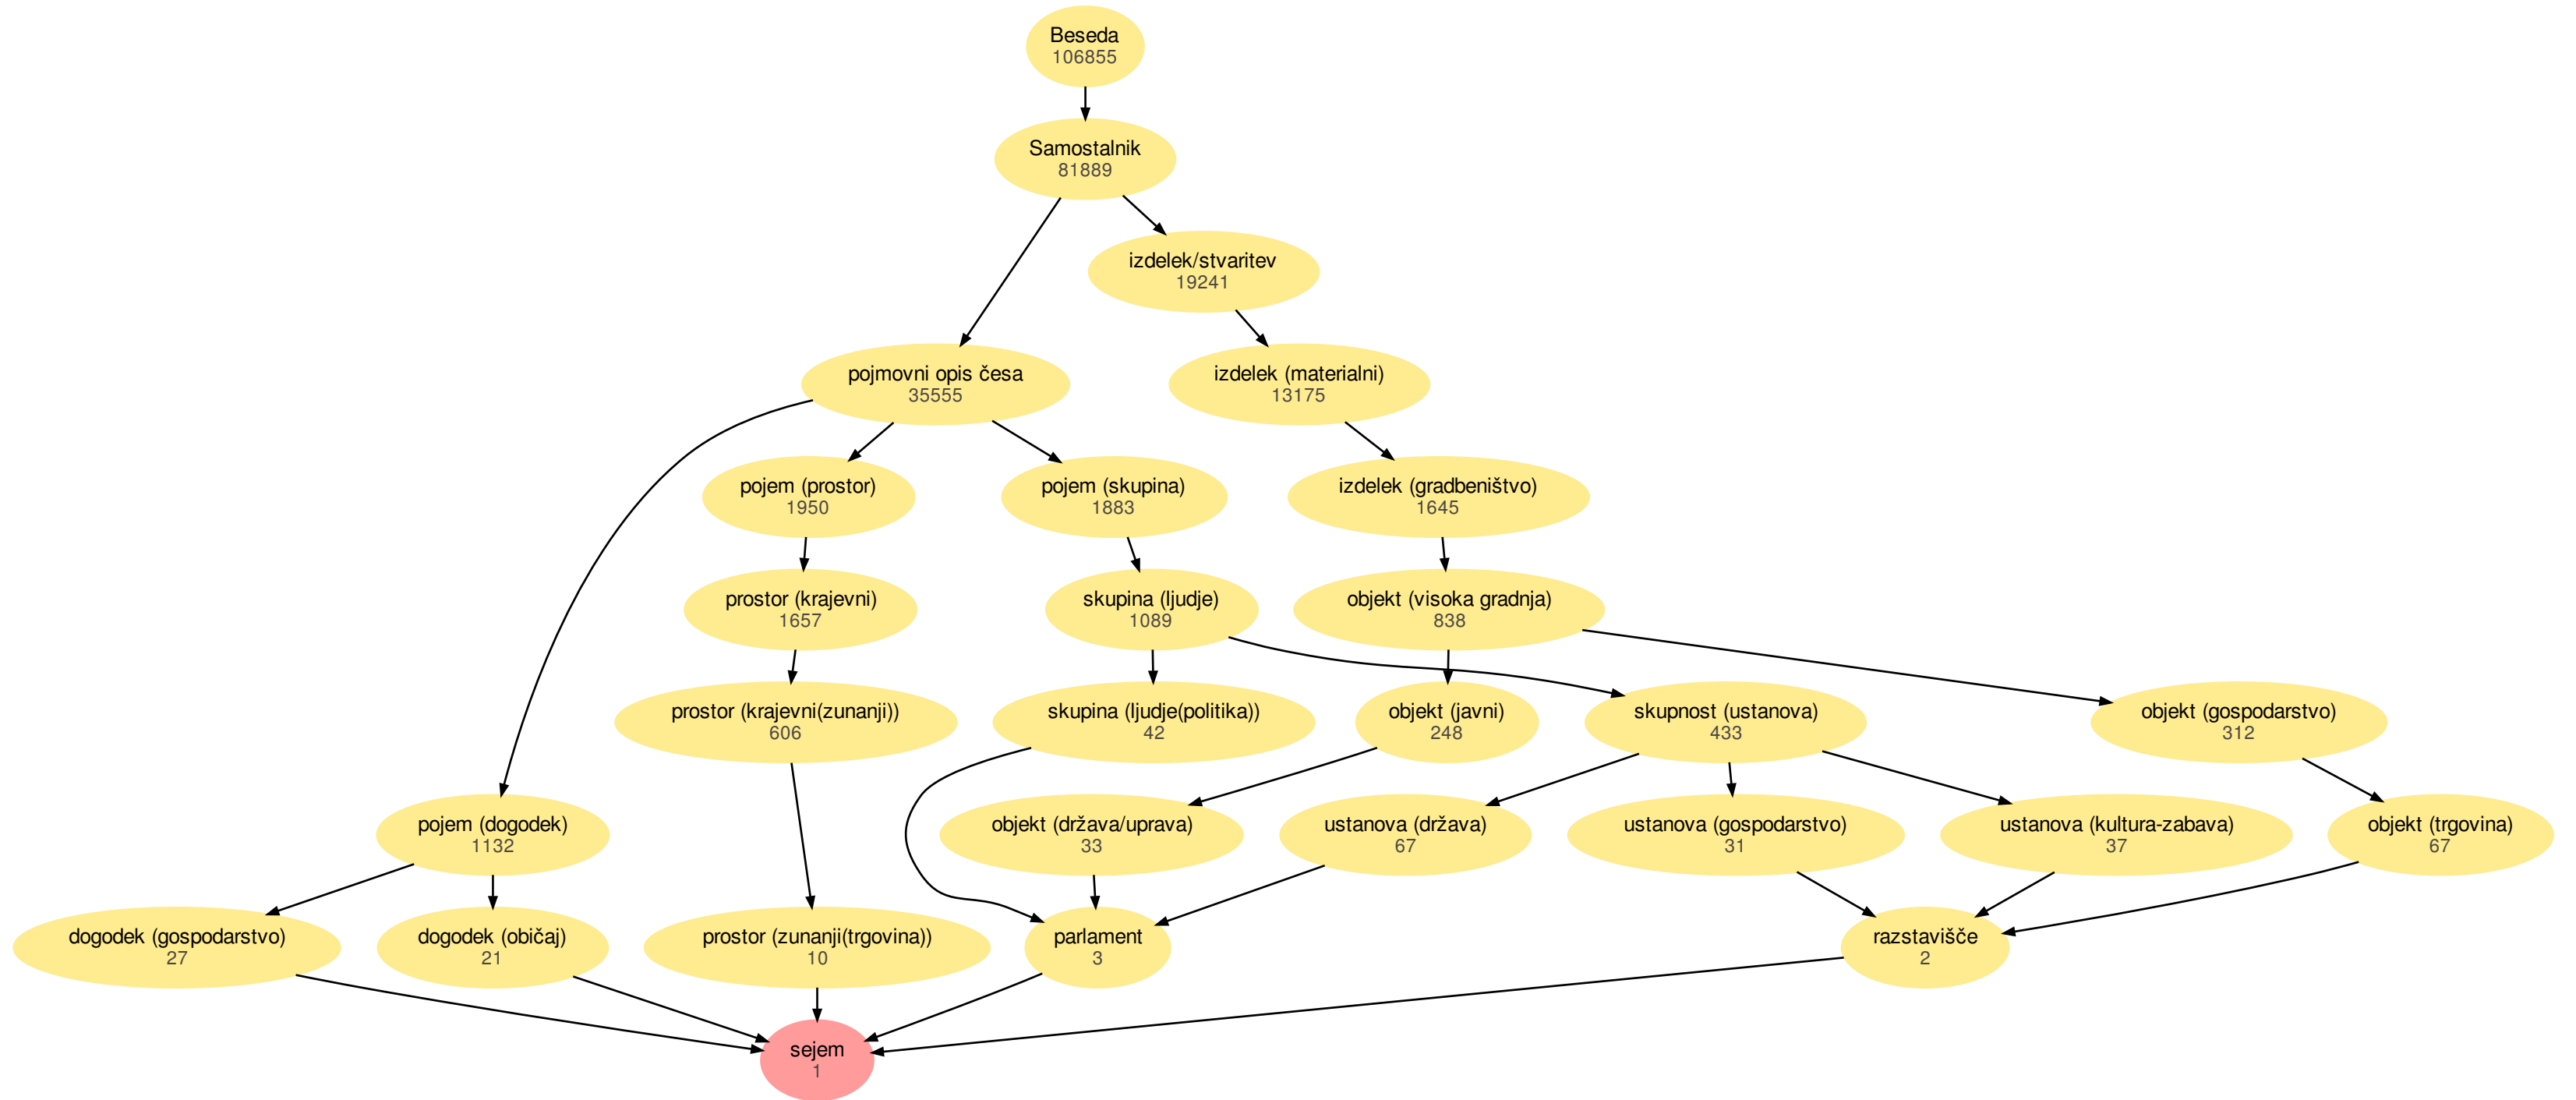 Beseda
106855
Samostalnik
81889
izdelek/stvaritev
19241
pojmovni opis česa
35555
izdelek (materialni)
13175
pojem (prostor)
1950
pojem (skupina)
1883
izdelek (gradbeništvo)
1645
prostor (krajevni)
1657
skupina (ljudje)
1089
objekt (visoka gradnja)
838
prostor (krajevni(zunanji))
606
skupina (ljudje(politika))
42
objekt (javni)
248
skupnost (ustanova)
433
objekt (gospodarstvo)
312
pojem (dogodek)
1132
objekt (država/uprava)
33
ustanova (država)
67
ustanova (gospodarstvo)
31
ustanova (kultura-zabava)
37
objekt (trgovina)
67
dogodek (gospodarstvo)
27
dogodek (običaj)
21
prostor (zunanji(trgovina))
10
parlament
3
razstavišče
2
sejem
1